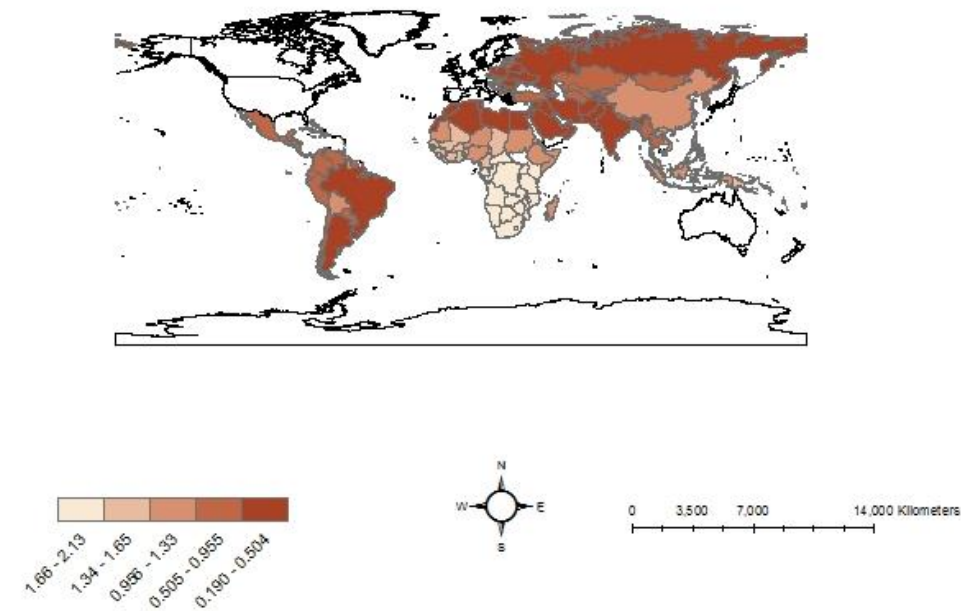 N
W E
S
0 3,500 7,000 14,000 Kilometers
1.66 - 2.13
1.34 - 1.65
0.956 - 1.33
0.505 - 0.955
0.190 - 0.504